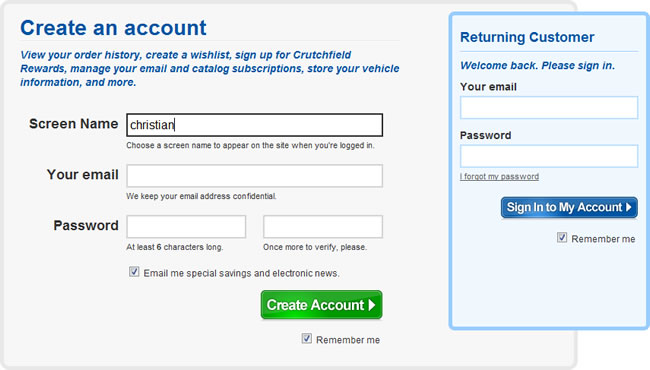 Create an account
View your order history, create a wishlist, sign up for Crutchfield
Rewards, manage your email and catalog subscriptions, store your vehicle
information, and more.
Screen Name
christian
Choose a screen name to appear on the site when you're logged in.
Your email
We keep your email address confidential.
Password
At least 6 characters long.
Once more to verify, please.
Email me special savings and electronic news.
Create Account
Remember me
Returning Customer
Welcome back. Please sign in.
Your email
Password
I forgot my password
Sign In to My Account
Remember me